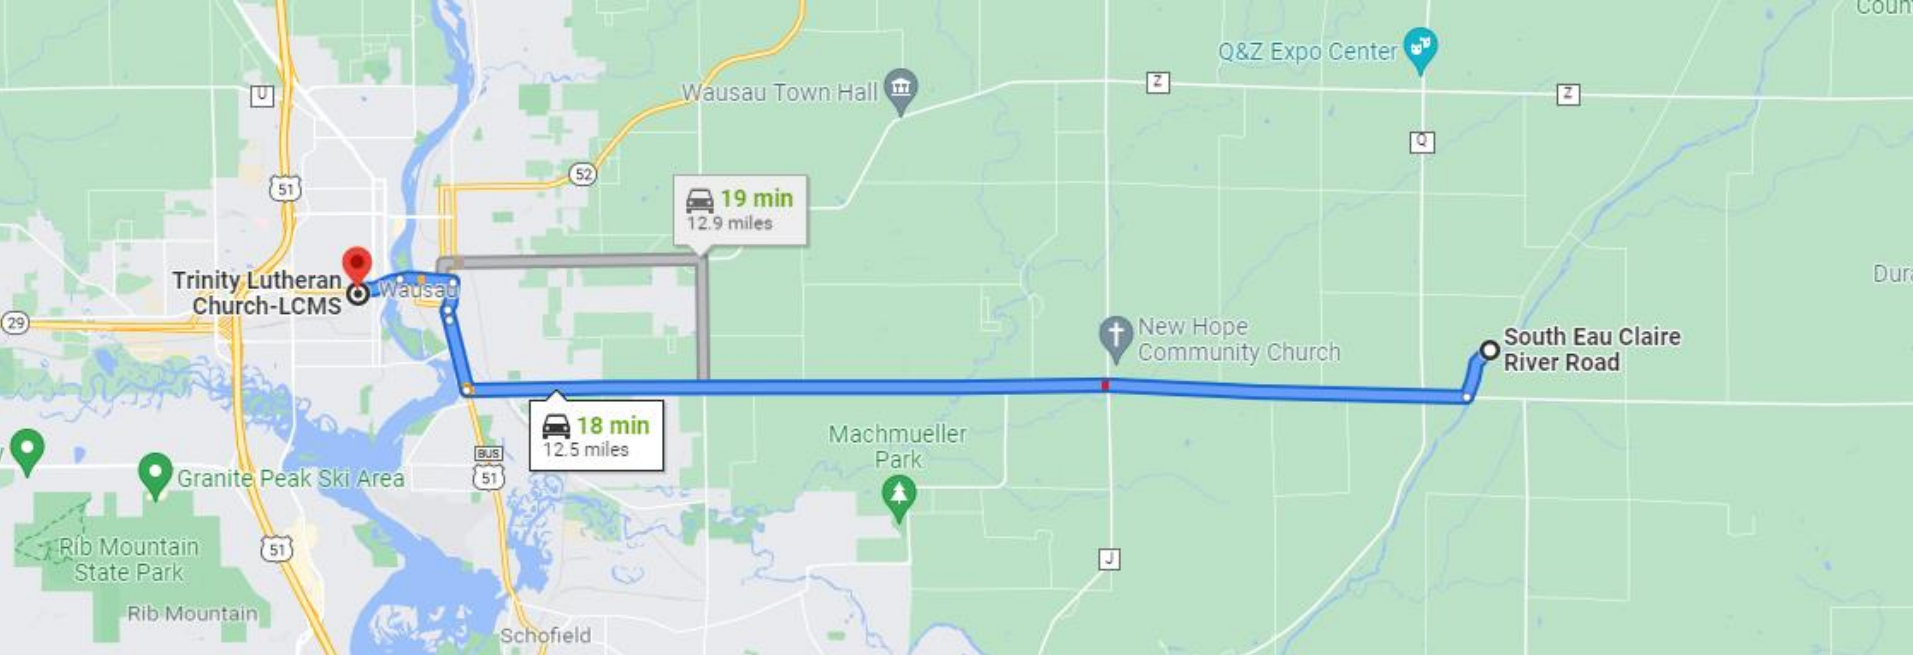 Coun
Q&Z Expo Center
Z
Wausau Town Hall
U
Z
Q
52
51
19 min
12.9 miles
Trinity Lutheran
Church-LCMS
Wausau
Dura
29
New Hope
Community Church
South Eau Claire
River Road
18 min
12.5 miles
Machmueller
Park
BUS
51
Granite Peak Ski Area
51
Rib Mountain
State Park
J
Rib Mountain
Schofield